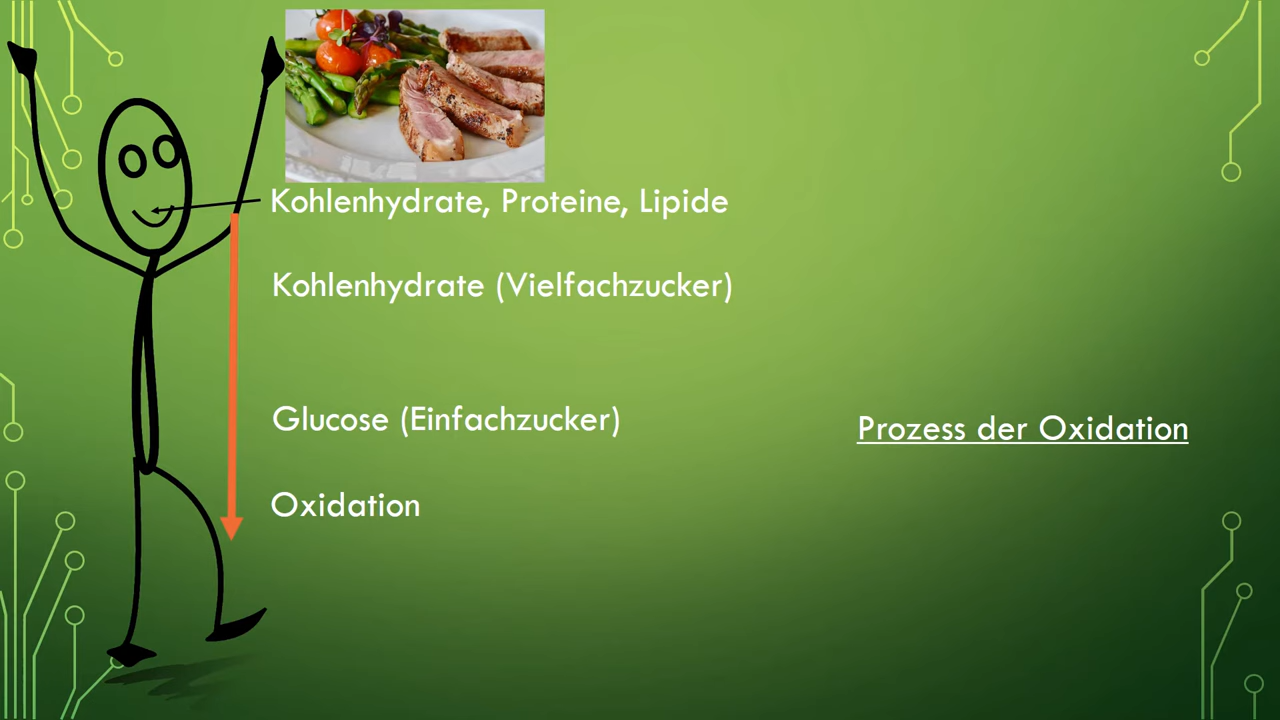 Kohlenhydrate, Proteine, Lipide
Kohlenhydrate (Vielfachzucker)
Glucose (Einfachzucker)
Prozess der Oxidation
Oxidation